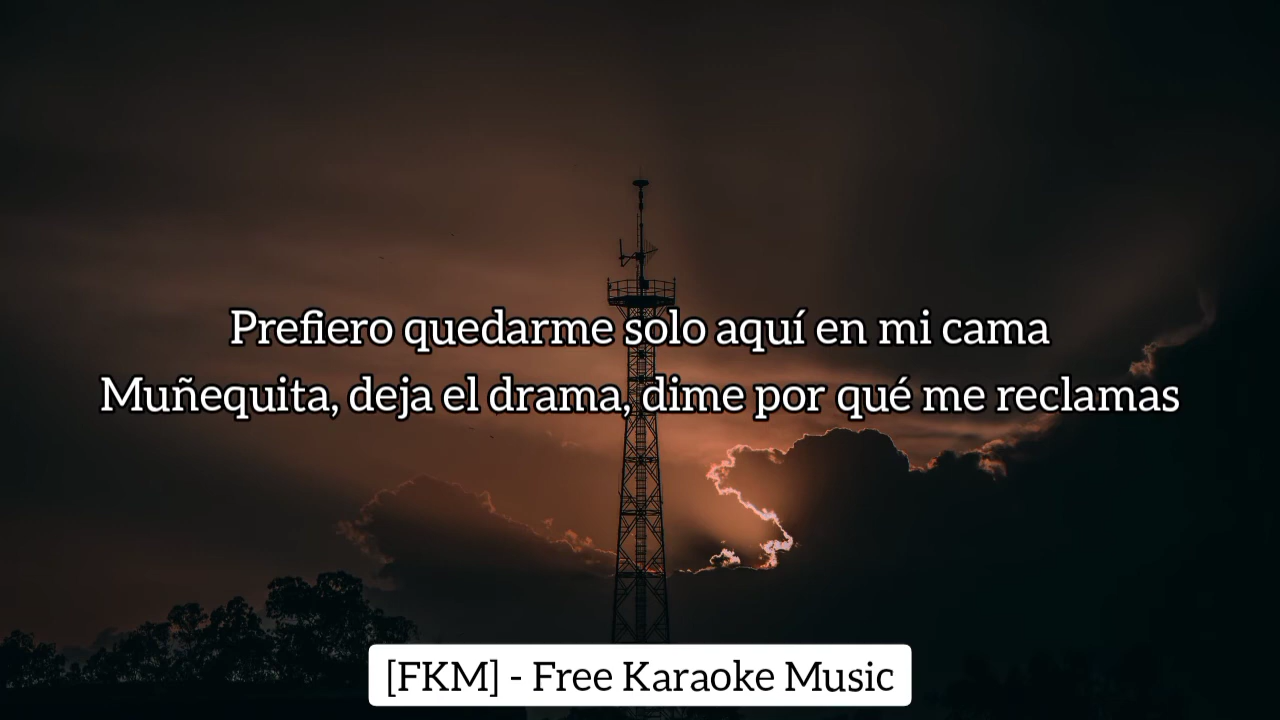 Prefiero quedarme solo aquí en mi cama
Muñequita, deja el drama, dime por qué me reclamas
[FKM] - Free Karaoke Music